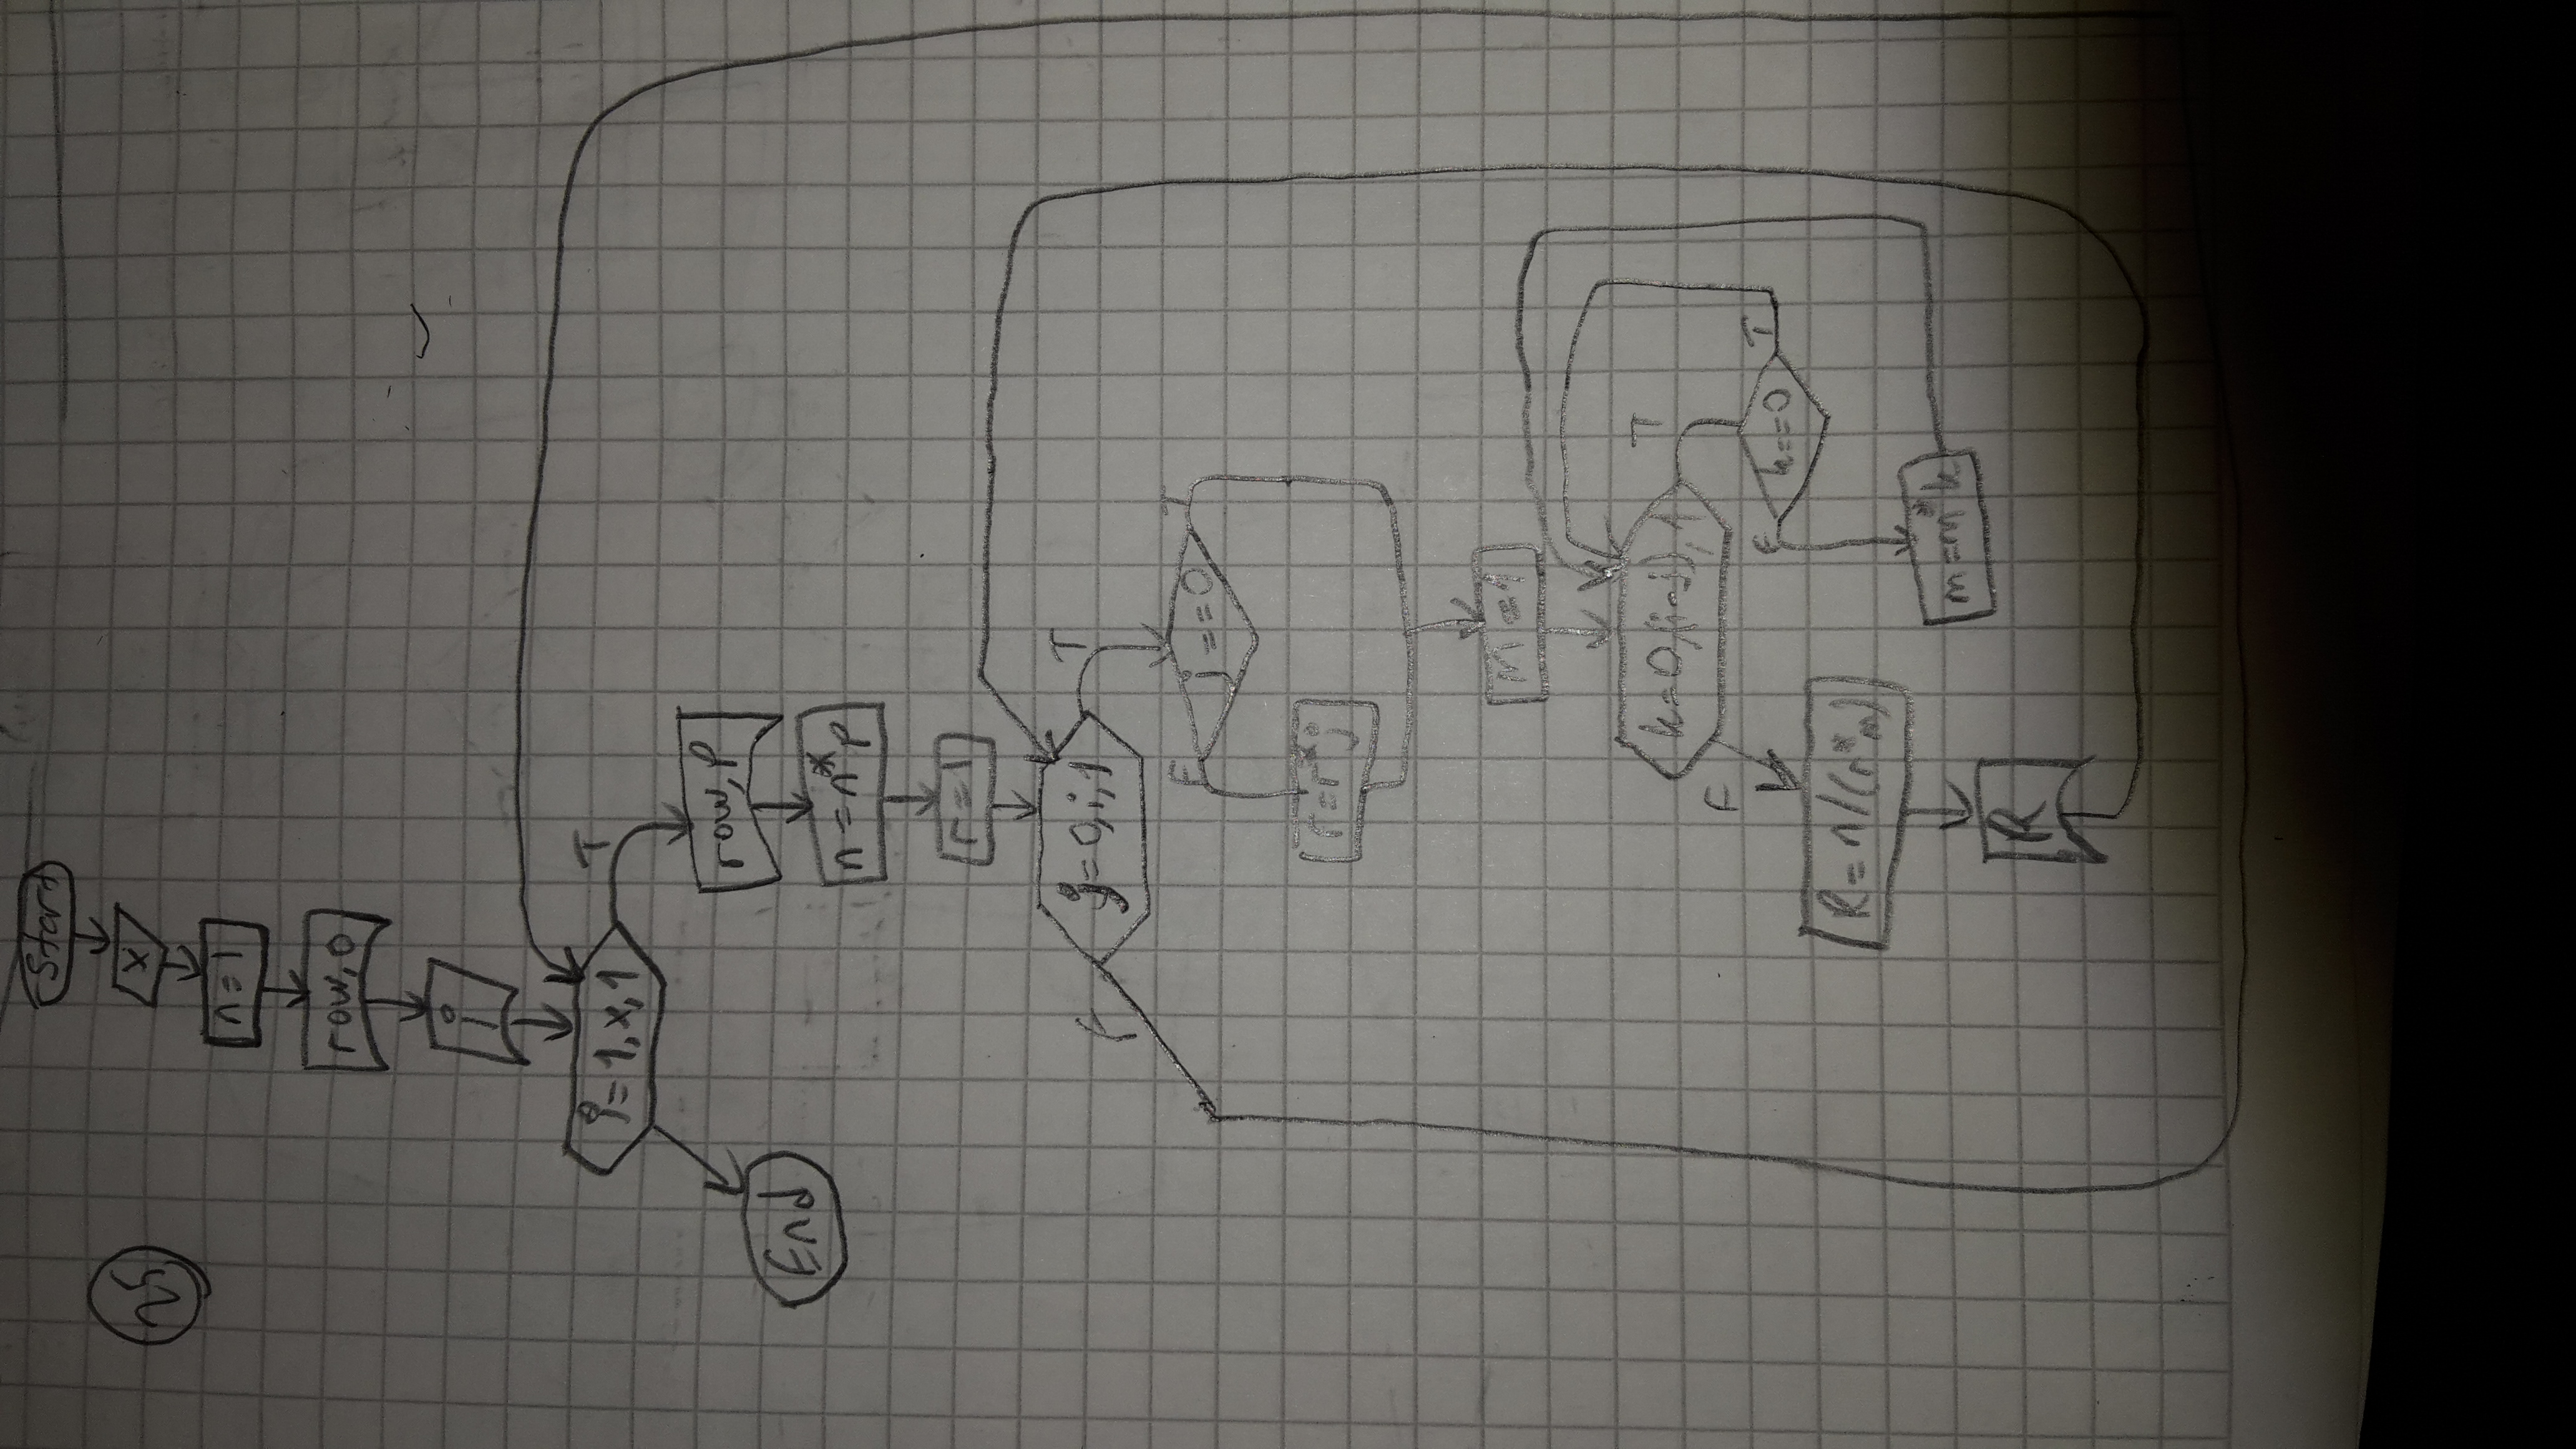 Start
25
x
n=1
row, 0
j
i=1,x,1
T
row, p
End
n=n*p
r=1
j=0,i,1
T
F
j==0
F
T
r=r*j
m=1
k=0,(i-j),1
T
F
k==0
F
T
R=n/(r*m)
m=m*k
R